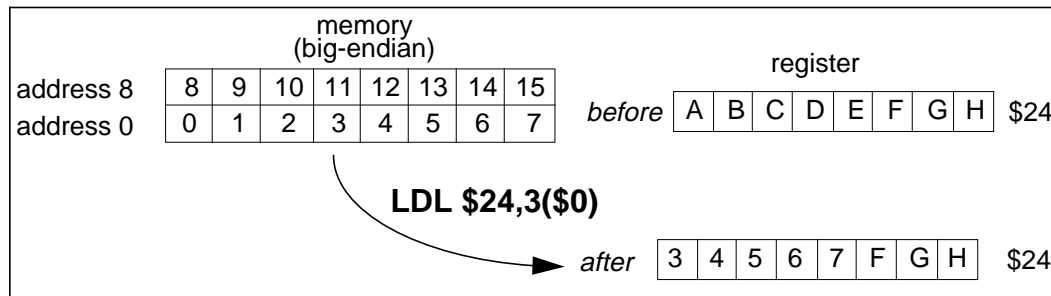 memory
(big-endian)
register
address 8 8 9 10 11 12 13 14 15
before A B C D E F G H $24
address 0 0 1 2 3 4 5 6 7
LDL $24,3($0)
after 3 4 5 6 7 F G H $24